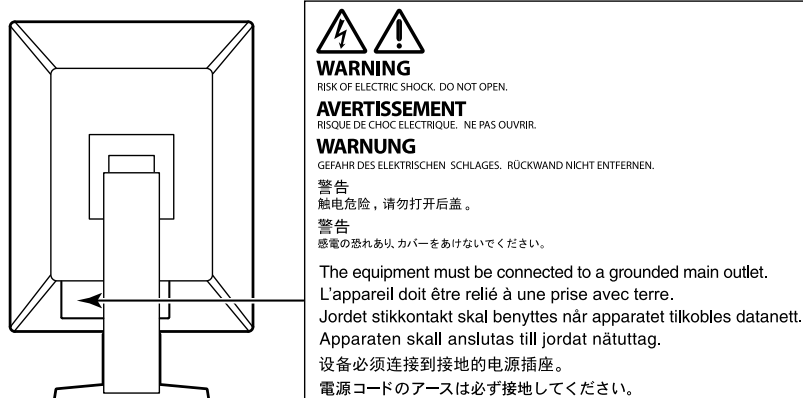 WARNING
RISK OF ELECTRIC SHOCK. DO NOT OPEN.
AVERTISSEMENT
RISQUE DE CHOC ELECTRIQUE. NE PAS OUVRIR.
WARNUNG
GEFAHR DES ELEKTRISCHEN SCHLAGES. RÜCKWAND NICHT ENTFERNEN.
警告
触电危险，请勿打开后盖。
警告
感電の恐れあり、カバーをあけないでください。
The equipment must be connected to a grounded main outlet.
L'appareil doit être relié à une prise avec terre.
Jordet stikkontakt skal benyttes når apparatet tilkobles datanett.
Apparaten skall anslutas till jordat nätuttag.
设备必须连接到接地的电源插座。
電源コードのアースは必ず接地してください。